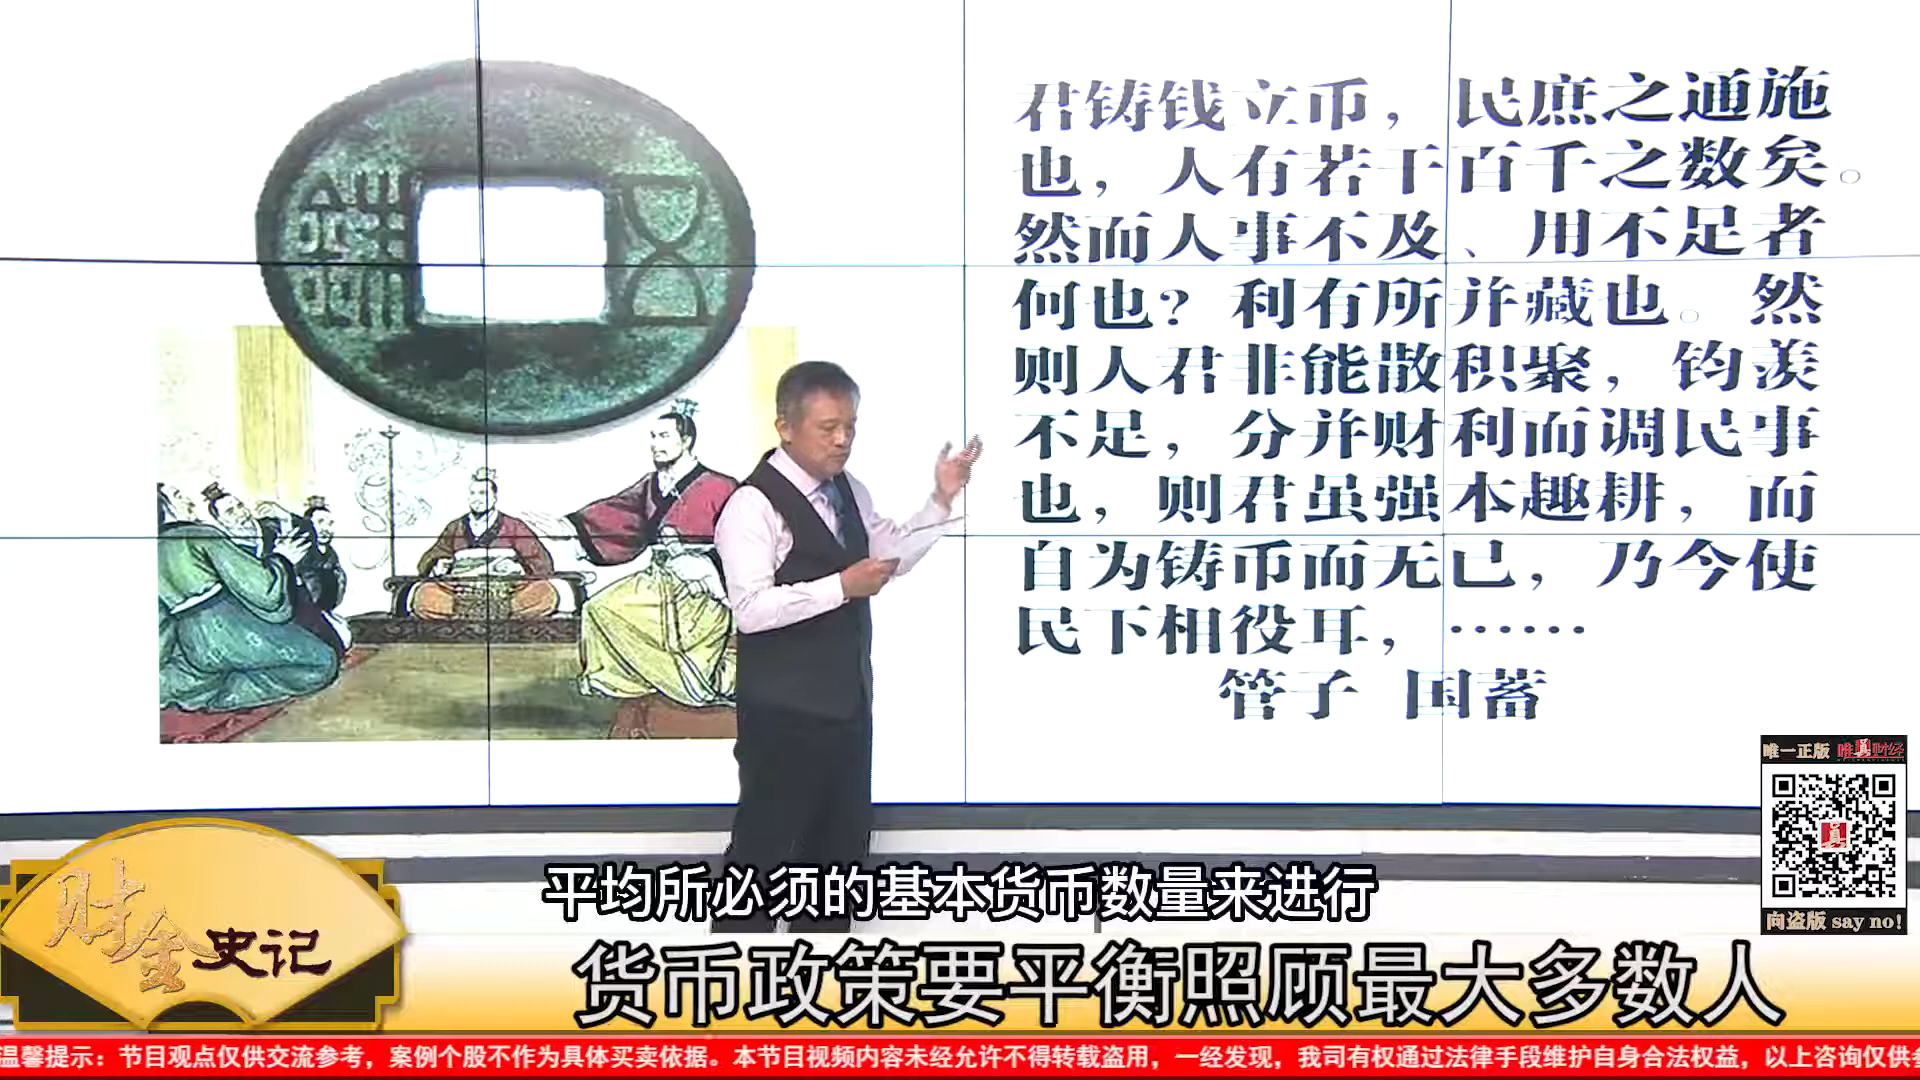 君铸钱立币，民庶之通施
也，人有若干百千之数矣。
然而人事不及、用不足者
何也？利有所并藏也。然
则人君非能散积聚，钧羡
不足，分并财利而调民事
也，则君虽强本趣耕，而
自为铸币而无已，乃今使
民下相役耳，……
管子 国蓄
唯一正版 唯真财经
向盗版 say no!
平均所必须的基本货币数量来进行
财金史记
货币政策要平衡照顾最大多数人
温馨提示：节目观点仅供交流参考，案例个股不作为具体买卖依据。本节目视频内容未经允许不得转载盗用，一经发现，我司有权通过法律手段维护自身合法权益，以上咨询仅供